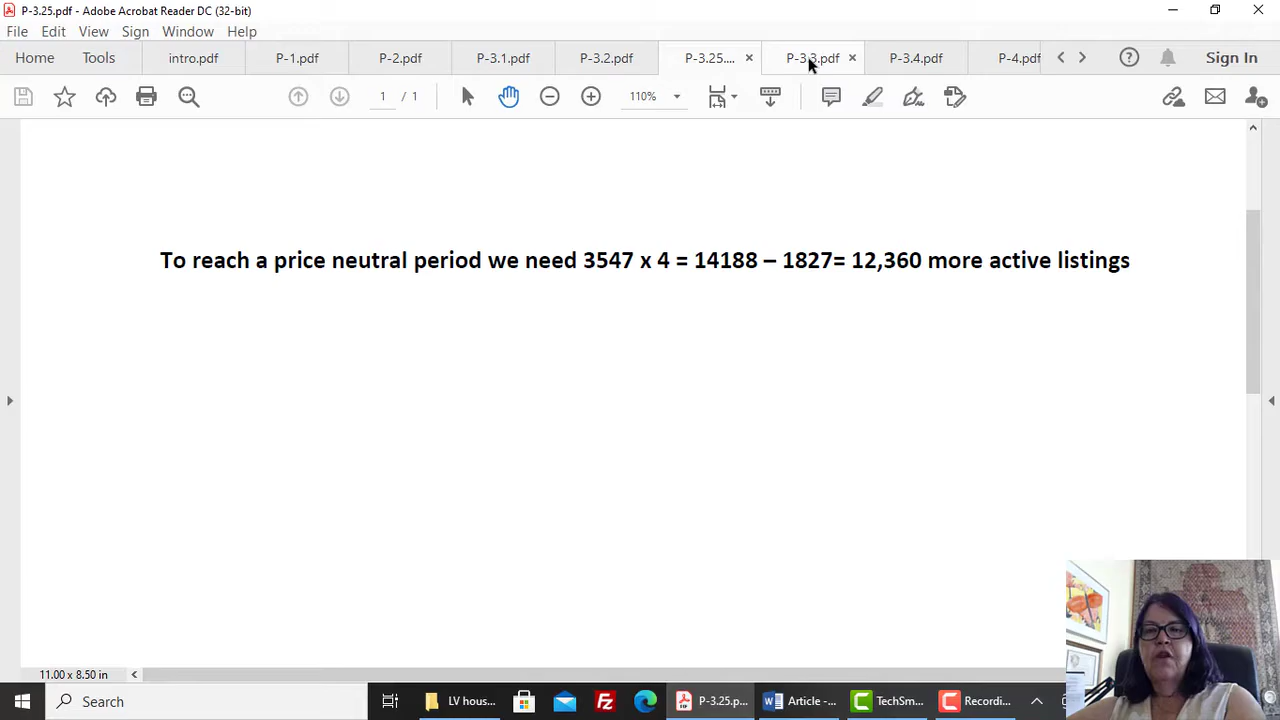 P-3.25.pdf - Adobe Acrobat Reader DC (32-bit)
File Edit View Sign Window Help
Home Tools intro.pdf P-1.pdf P-2.pdf P-3.1.pdf P-3.2.pdf P-3.25.... P-3.3.pdf P-3.4.pdf P-4.pdf Sign In
1 / 1 110%
To reach a price neutral period we need 3547 x 4 = 14188 – 1827= 12,360 more active listings
11.00 x 8.50 in
Search LV hous... P-3.25.p... Article -... TechSm... Recordi...